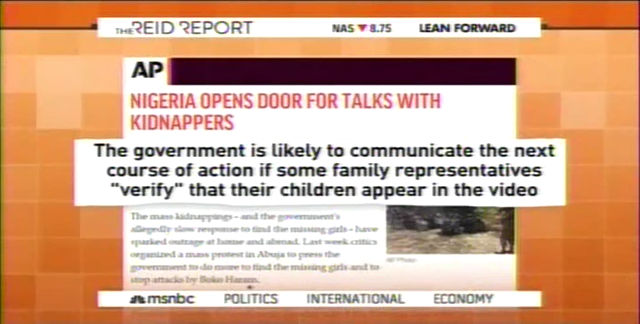 THE REID REPORT NAS ▼ 8.75 LEAN FORWARD
AP
NIGERIA OPENS DOOR FOR TALKS WITH
KIDNAPPERS
The government is likely to communicate the next
course of action if some family representatives
"verify" that their children appear in the video
The mass kidnappings - and the government's
allegedly slow response to find the missing girls - have
sparked outrage at home and abroad. Last week critics
organized a mass protest in Abuja to press the
government to do more to find the missing girls and to
stop attacks by Boko Haram.
AP Photo
msnbc POLITICS INTERNATIONAL ECONOMY